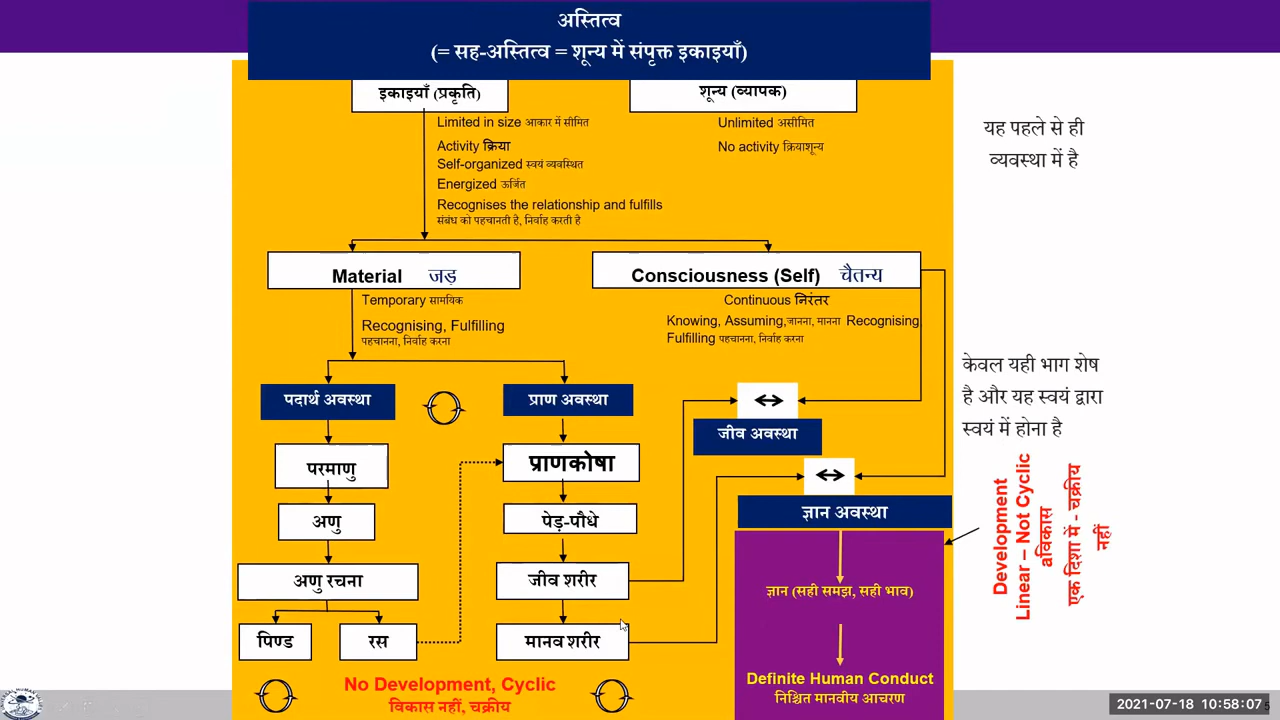 अस्तित्व
(= सह-अस्तित्व = शून्य में संपृक्त इकाइयाँ)
इकाइयाँ (प्रकृति)
शून्य (व्यापक)
Limited in size आकार में सीमित
Activity क्रिया
Self-organized स्वयं व्यवस्थित
Energized ऊर्जित
Recognises the relationship and fulfills
संबंध को पहचानती है, निर्वाह करती है
Unlimited असीमित
No activity क्रियाशून्य
यह पहले से ही
व्यवस्था में है
Material जड़
Consciousness (Self) चैतन्य
Temporary सामयिक
Recognising, Fulfilling
पहचानना, निर्वाह करना
Continuous निरंतर
Knowing, Assuming,जानना, मानना Recognising,
Fulfilling पहचानना, निर्वाह करना
पदार्थ अवस्था
प्राण अवस्था
जीव अवस्था
ज्ञान अवस्था
केवल यही भाग शेष
है और यह स्वयं द्वारा
स्वयं में होना है
परमाणु
अणु
अणु रचना
पिण्ड
रस
प्राणकोषा
पेड़-पौधे
जीव शरीर
मानव शरीर
ज्ञान (सही समझ, सही भाव)
Definite Human Conduct
निश्चित मानवीय आचरण
Development
Linear – Not Cyclic
aविकास
एक दिशा में - चक्रीय
नहीं
No Development, Cyclic
विकास नहीं, चक्रीय
2021-07-18 10:58:07
5